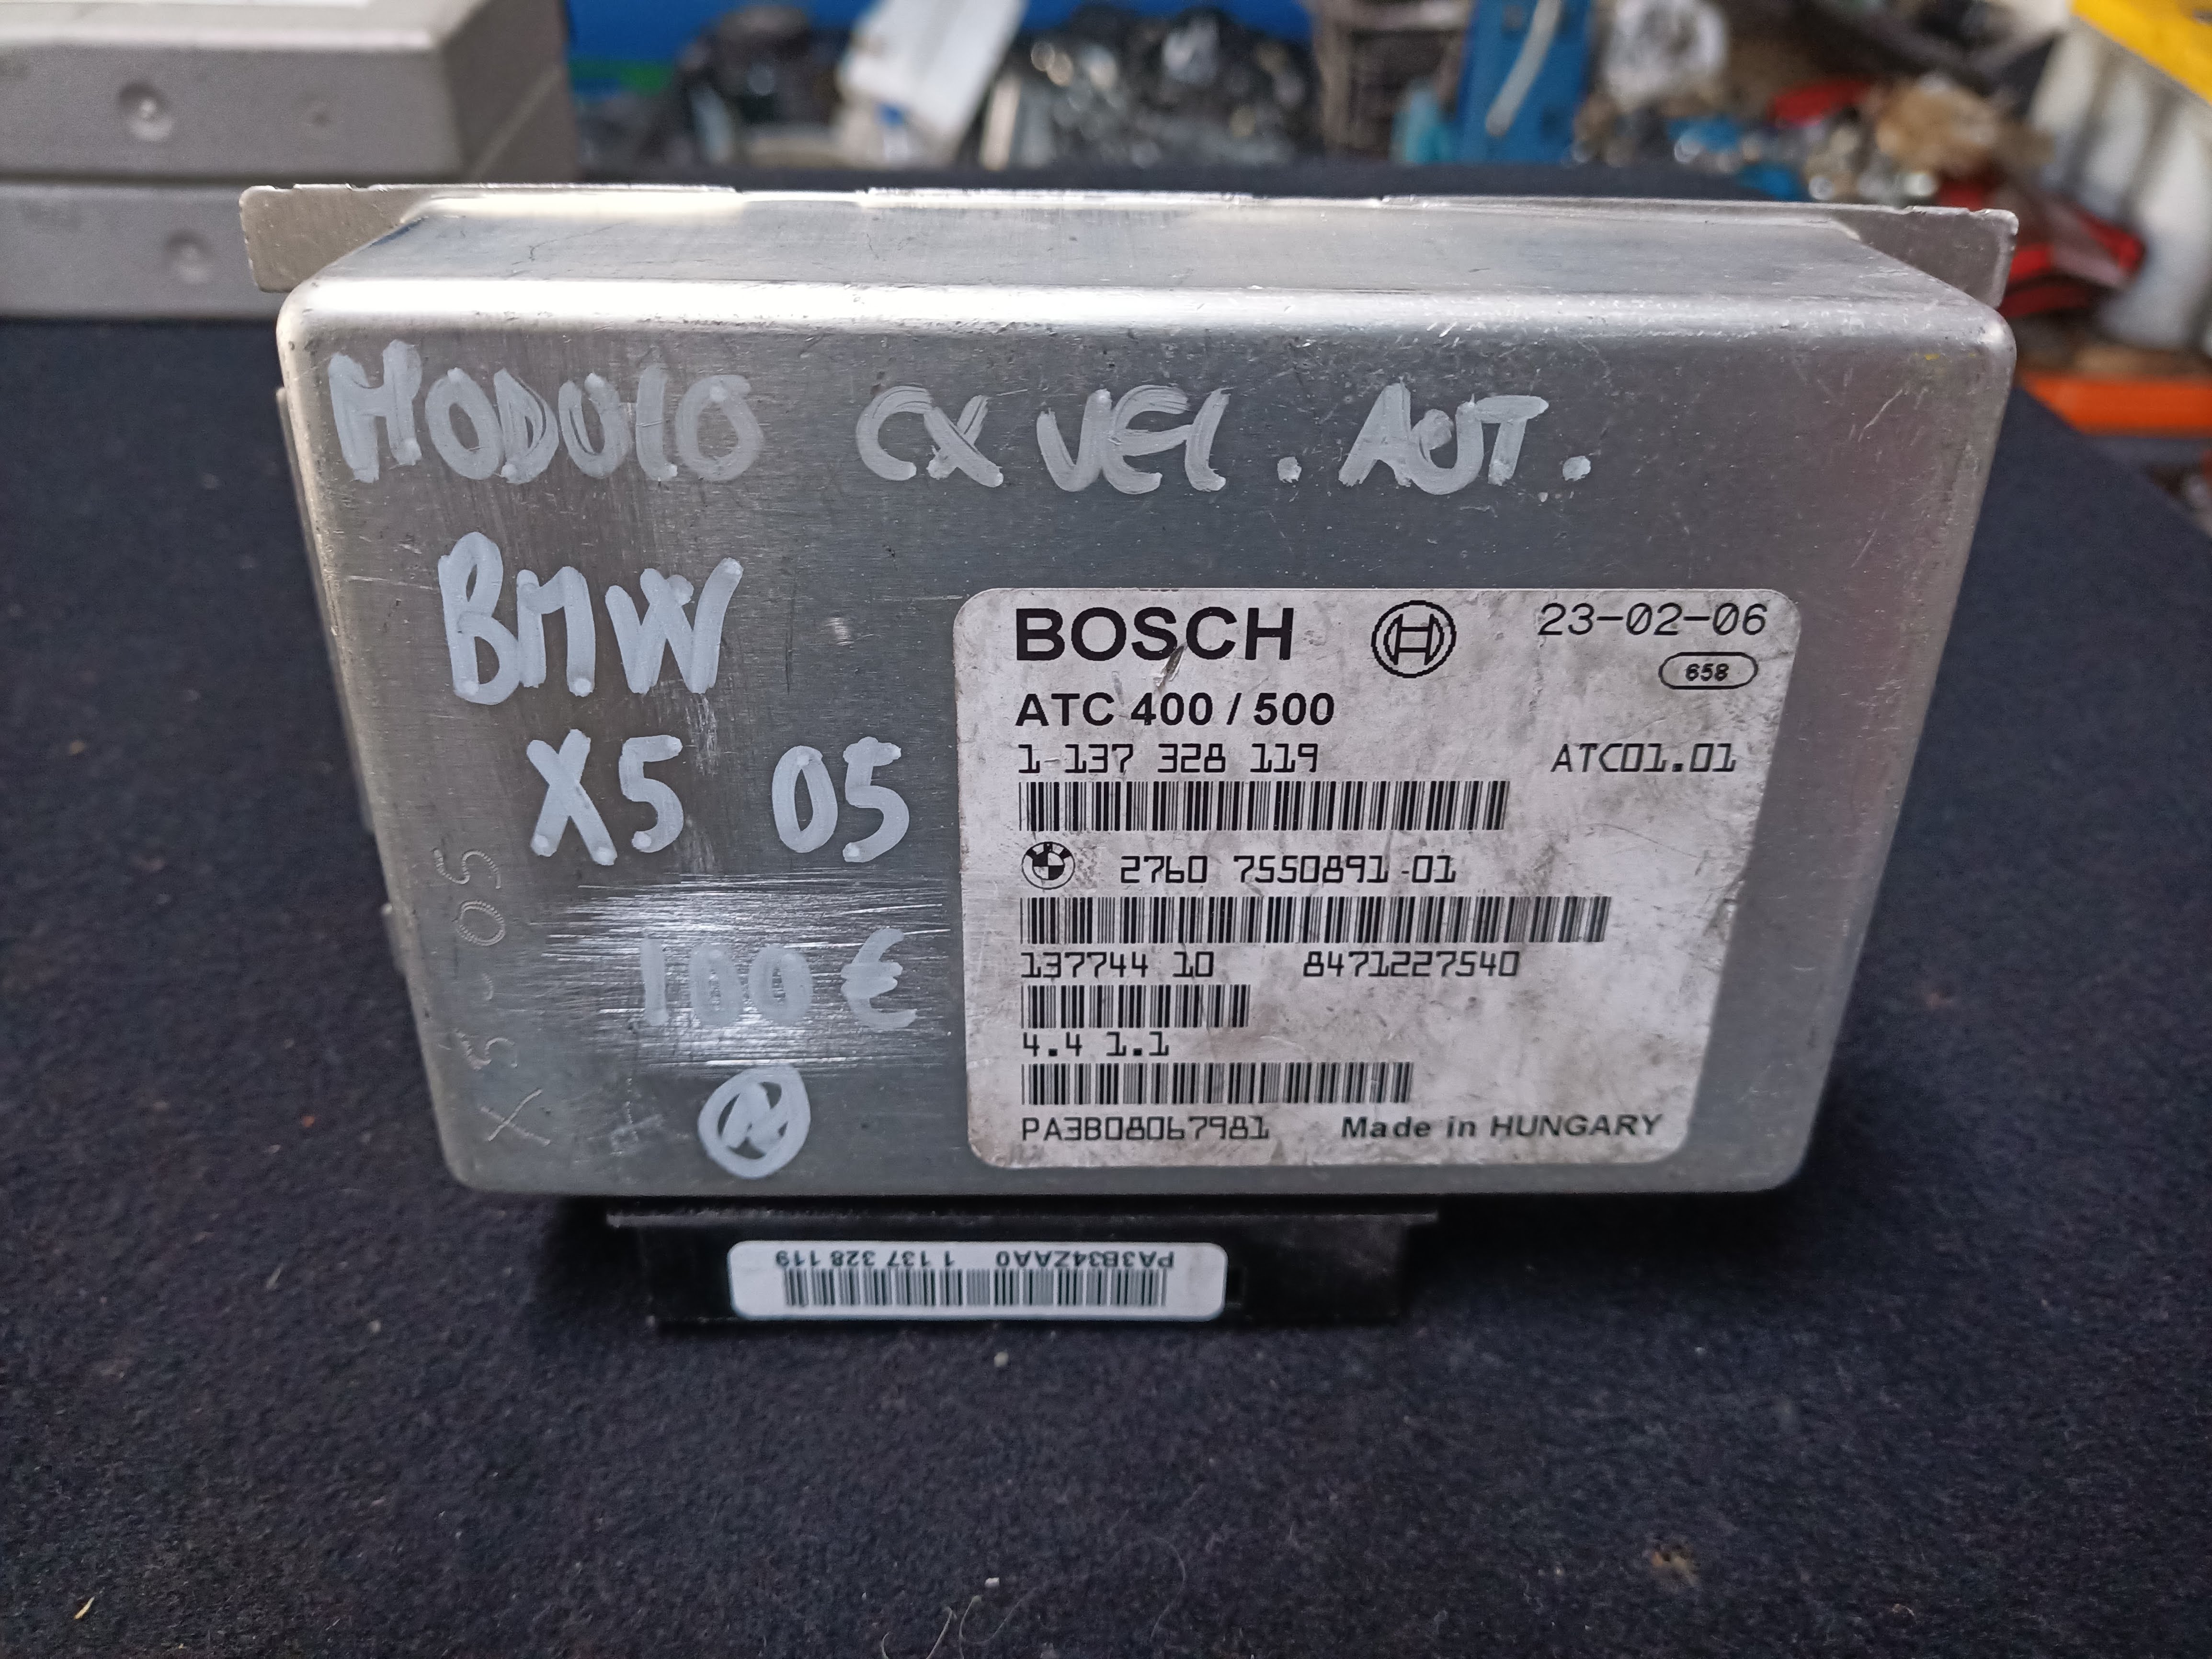 MODULO CX VEL. AUT.
BMW
X5 05
100€
X 5-05
BOSCH 23-02-06
658
ATC 400 / 500
1 137 328 119 ATC01.01
2760 7550891-01
137744 10 8471227540
4.4 1.1
PA3B08067981 Made in HUNGARY
PA3B34ZAA0 1 137 328 119